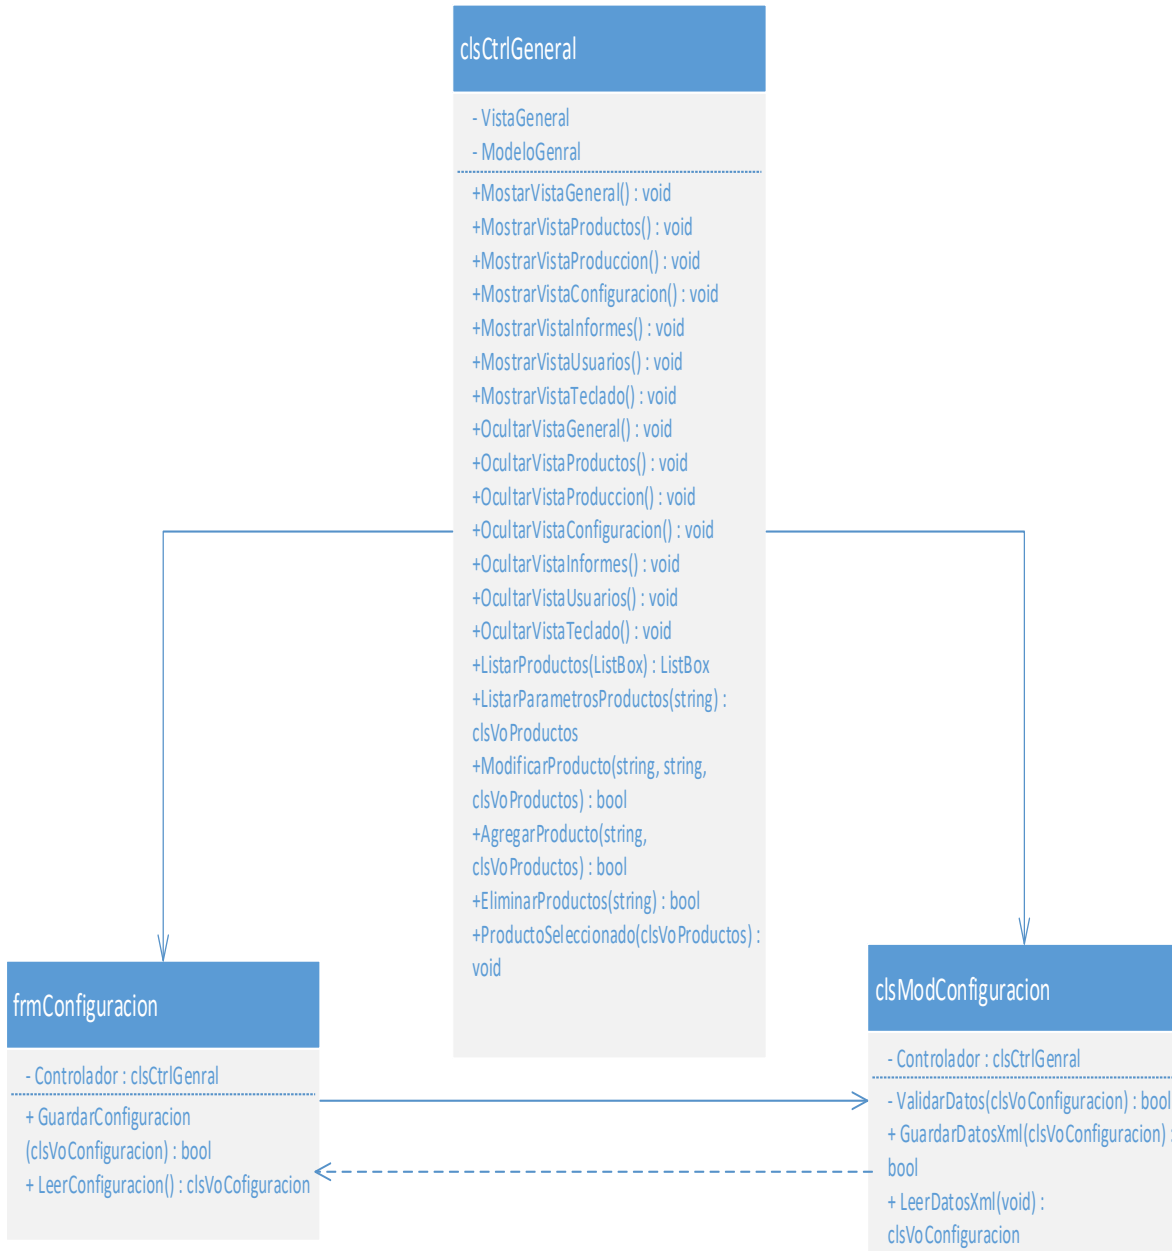 clsCtrlGeneral
- VistaGeneral
- ModeloGenral
+MostarVistaGeneral() : void
+MostrarVistaProductos() : void
+MostrarVistaProduccion() : void
+MostrarVistaConfiguracion() : void
+MostrarVistaInformes() : void
+MostrarVistaUsuarios() : void
+MostrarVistaTeclado() : void
+OcultarVistaGeneral() : void
+OcultarVistaProductos() : void
+OcultarVistaProduccion() : void
+OcultarVistaConfiguracion() : void
+OcultarVistaInformes() : void
+OcultarVistaUsuarios() : void
+OcultarVistaTeclado() : void
+ListarProductos(ListBox) : ListBox
+ListarParametrosProductos(string) :
clsVoProductos
+ModificarProducto(string, string,
clsVoProductos) : bool
+AgregarProducto(string,
clsVoProductos) : bool
+EliminarProductos(string) : bool
+ProductoSeleccionado(clsVoProductos) :
void
frmConfiguracion
- Controlador : clsCtrlGenral
+ GuardarConfiguracion
(clsVoConfiguracion) : bool
+ LeerConfiguracion() : clsVoCofiguracion
clsModConfiguracion
- Controlador : clsCtrlGenral
- ValidarDatos(clsVoConfiguracion) : bool
+ GuardarDatosXml(clsVoConfiguracion) :
bool
+ LeerDatosXml(void) :
clsVoConfiguracion